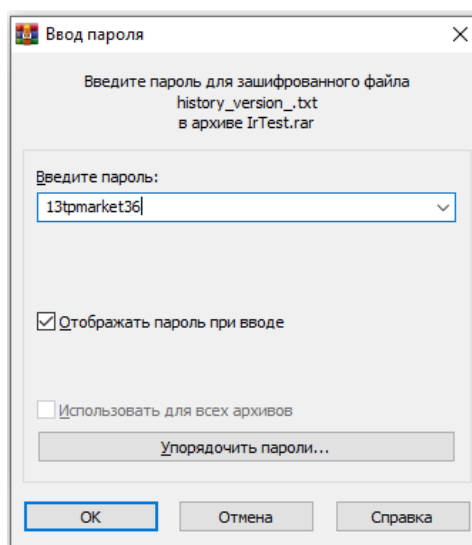 Ввод пароля
Введите пароль для зашифрованного файла
history_version_.txt
в архиве IrTest.rar
Введите пароль:
13tpmarket36
Отображать пароль при вводе
Использовать для всех архивов
Упорядочить пароли...
ОК
Отмена
Справка